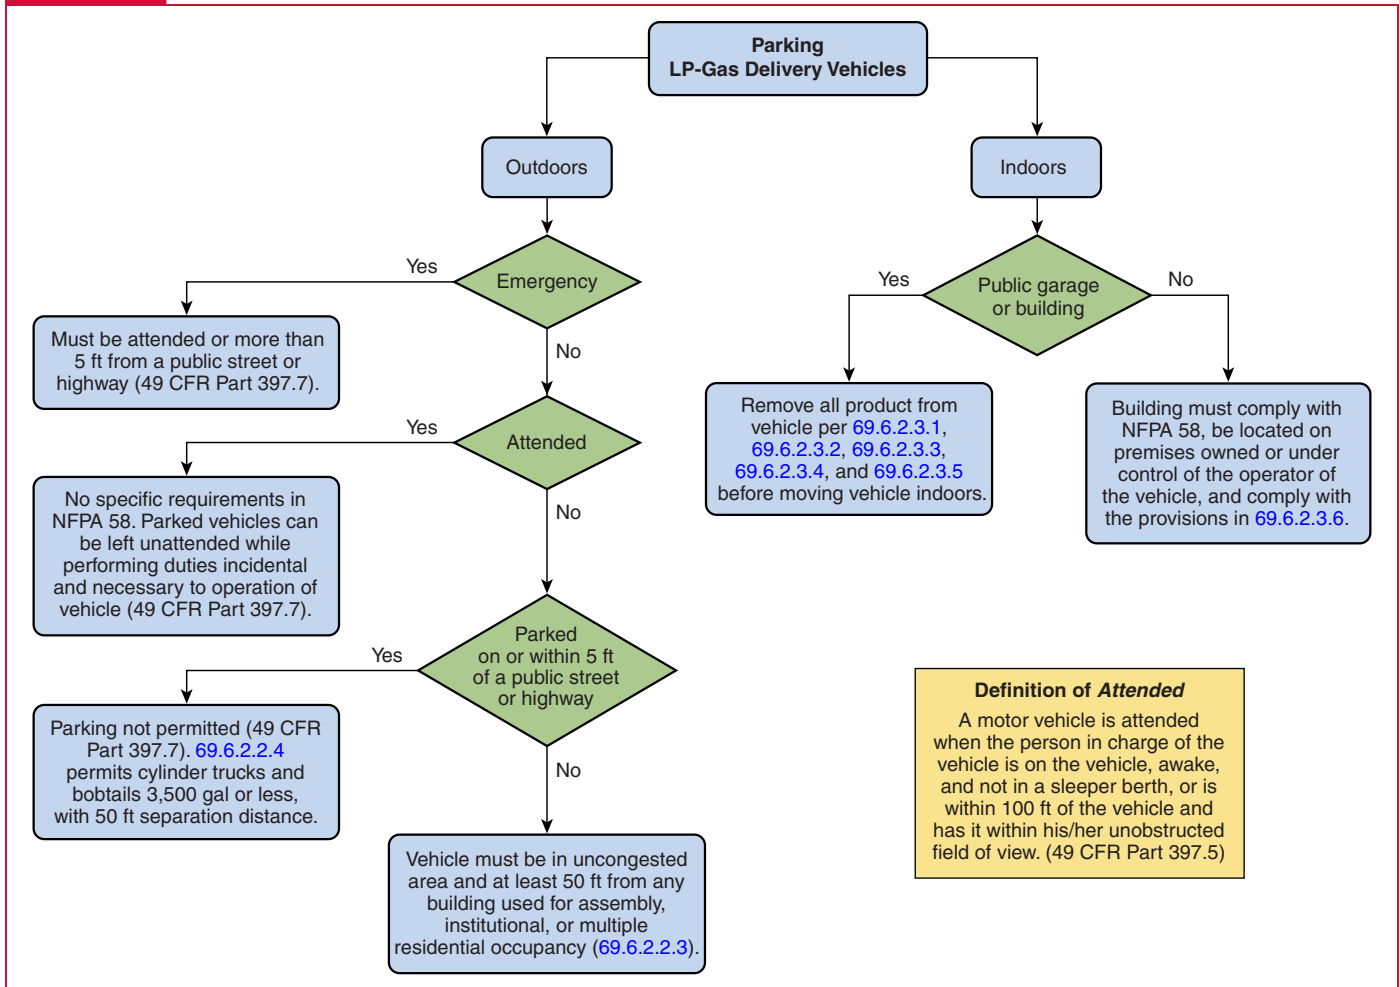 Parking
LP-Gas Delivery Vehicles
Outdoors
Indoors
Emergency
Yes
No
Must be attended or more than
5 ft from a public street or
highway (49 CFR Part 397.7).
Attended
Yes
No
No specific requirements in
NFPA 58. Parked vehicles can
be left unattended while
performing duties incidental
and necessary to operation of
vehicle (49 CFR Part 397.7).
Parked
on or within 5 ft
of a public street
or highway
Yes
No
Parking not permitted (49 CFR
Part 397.7). 69.6.2.2.4
permits cylinder trucks and
bobtails 3,500 gal or less,
with 50 ft separation distance.
Vehicle must be in uncongested
area and at least 50 ft from any
building used for assembly,
institutional, or multiple
residential occupancy (69.6.2.2.3).
Public garage
or building
Yes
No
Remove all product from
vehicle per 69.6.2.3.1,
69.6.2.3.2, 69.6.2.3.3,
69.6.2.3.4, and 69.6.2.3.5
before moving vehicle indoors.
Building must comply with
NFPA 58, be located on
premises owned or under
control of the operator of
the vehicle, and comply with
the provisions in 69.6.2.3.6.
Definition of Attended
A motor vehicle is attended
when the person in charge of the
vehicle is on the vehicle, awake,
and not in a sleeper berth, or is
within 100 ft of the vehicle and
has it within his/her unobstructed
field of view. (49 CFR Part 397.5)